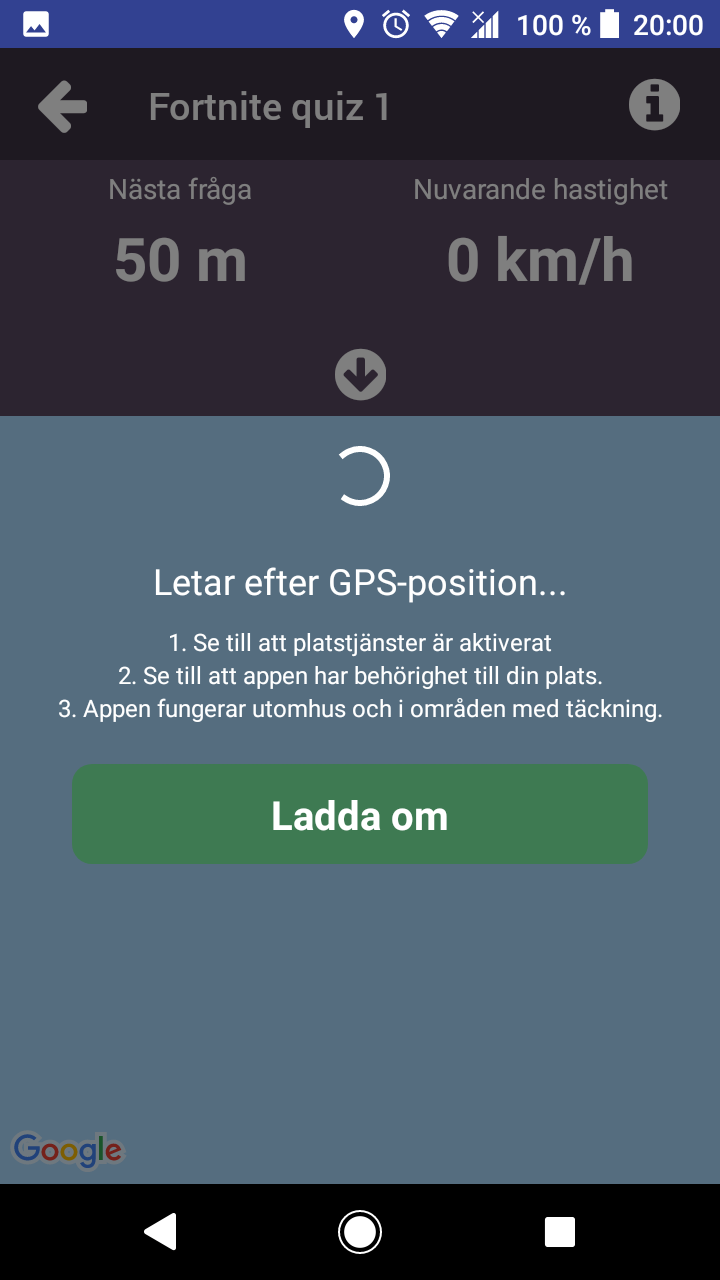 100 % 20:00
Fortnite quiz 1
Nästa fråga
Nuvarande hastighet
50 m
0 km/h
Letar efter GPS-position...
1. Se till att platstjänster är aktiverat
2. Se till att appen har behörighet till din plats.
3. Appen fungerar utomhus och i områden med täckning.
Ladda om
Google